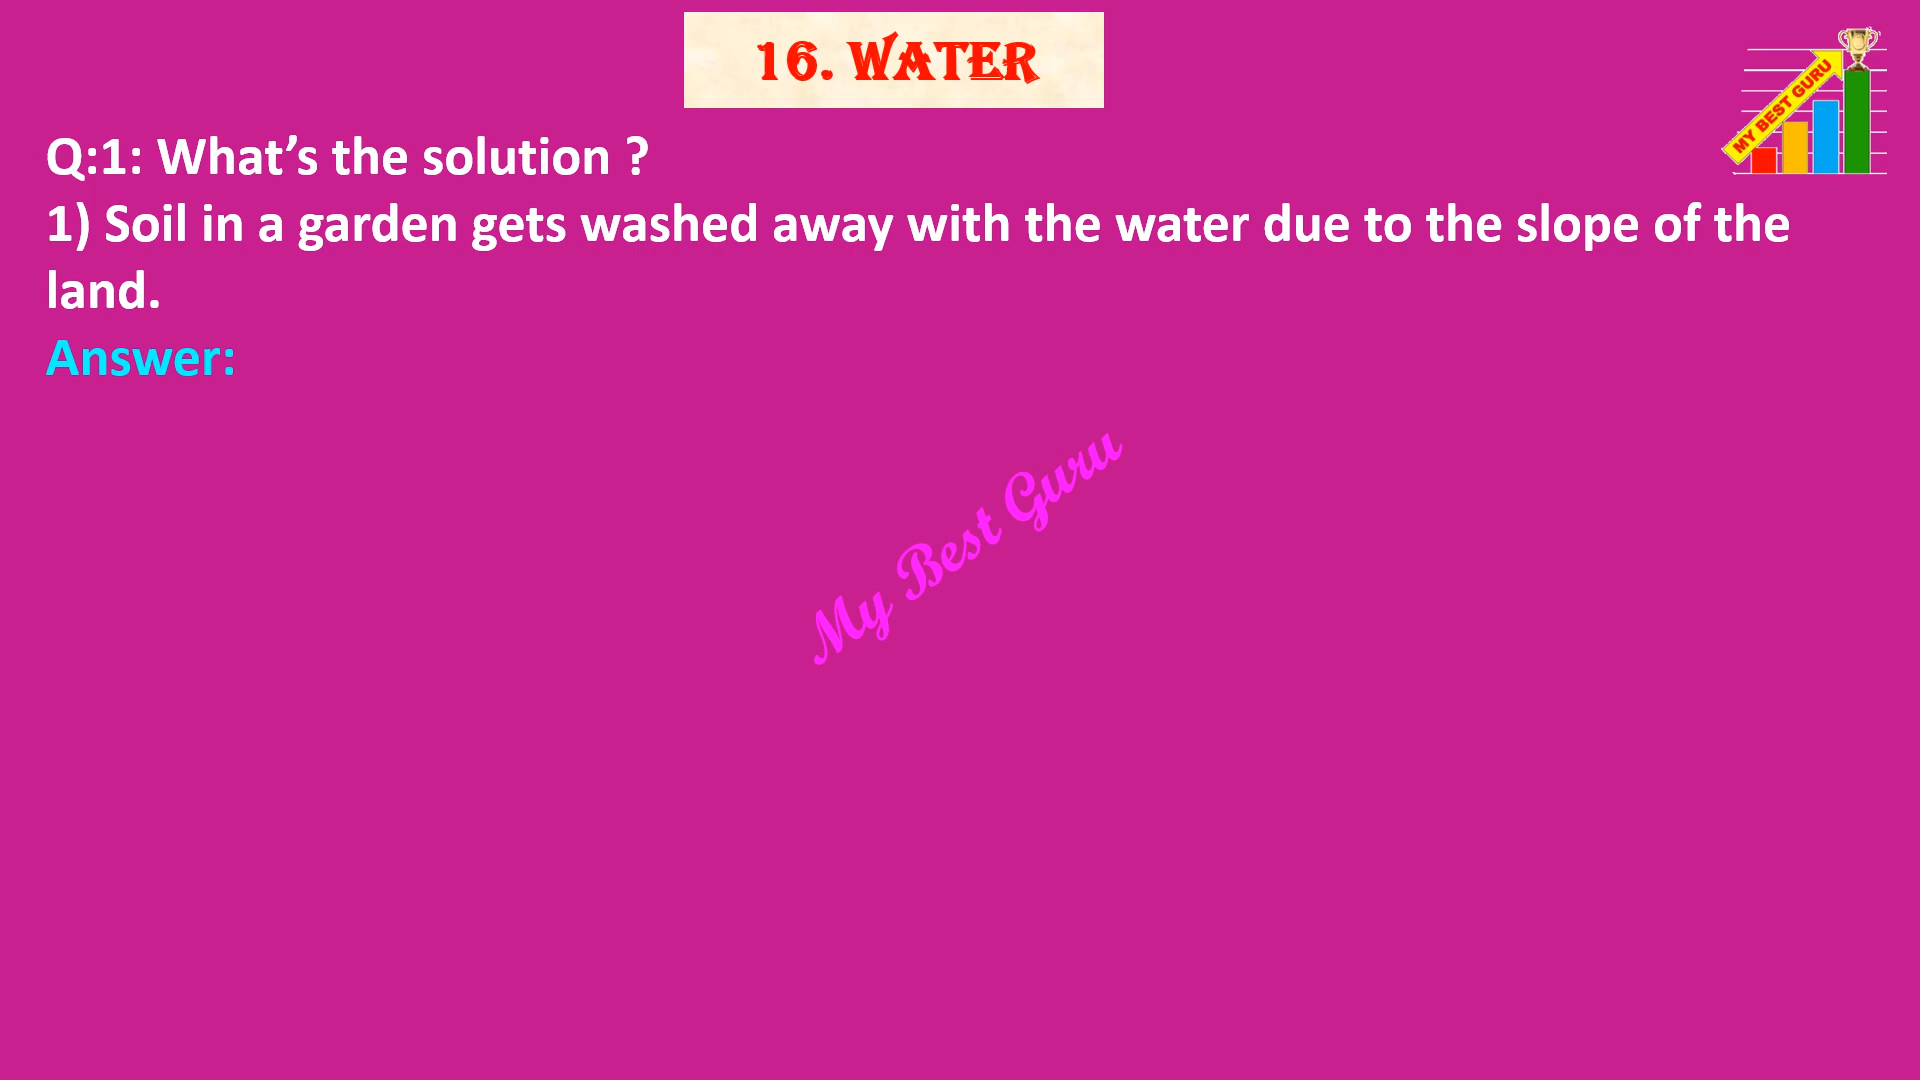 16. WATER
MY BEST GURU
Q:1: What’s the solution ?
1) Soil in a garden gets washed away with the water due to the slope of the
land.
Answer:
My Best Guru